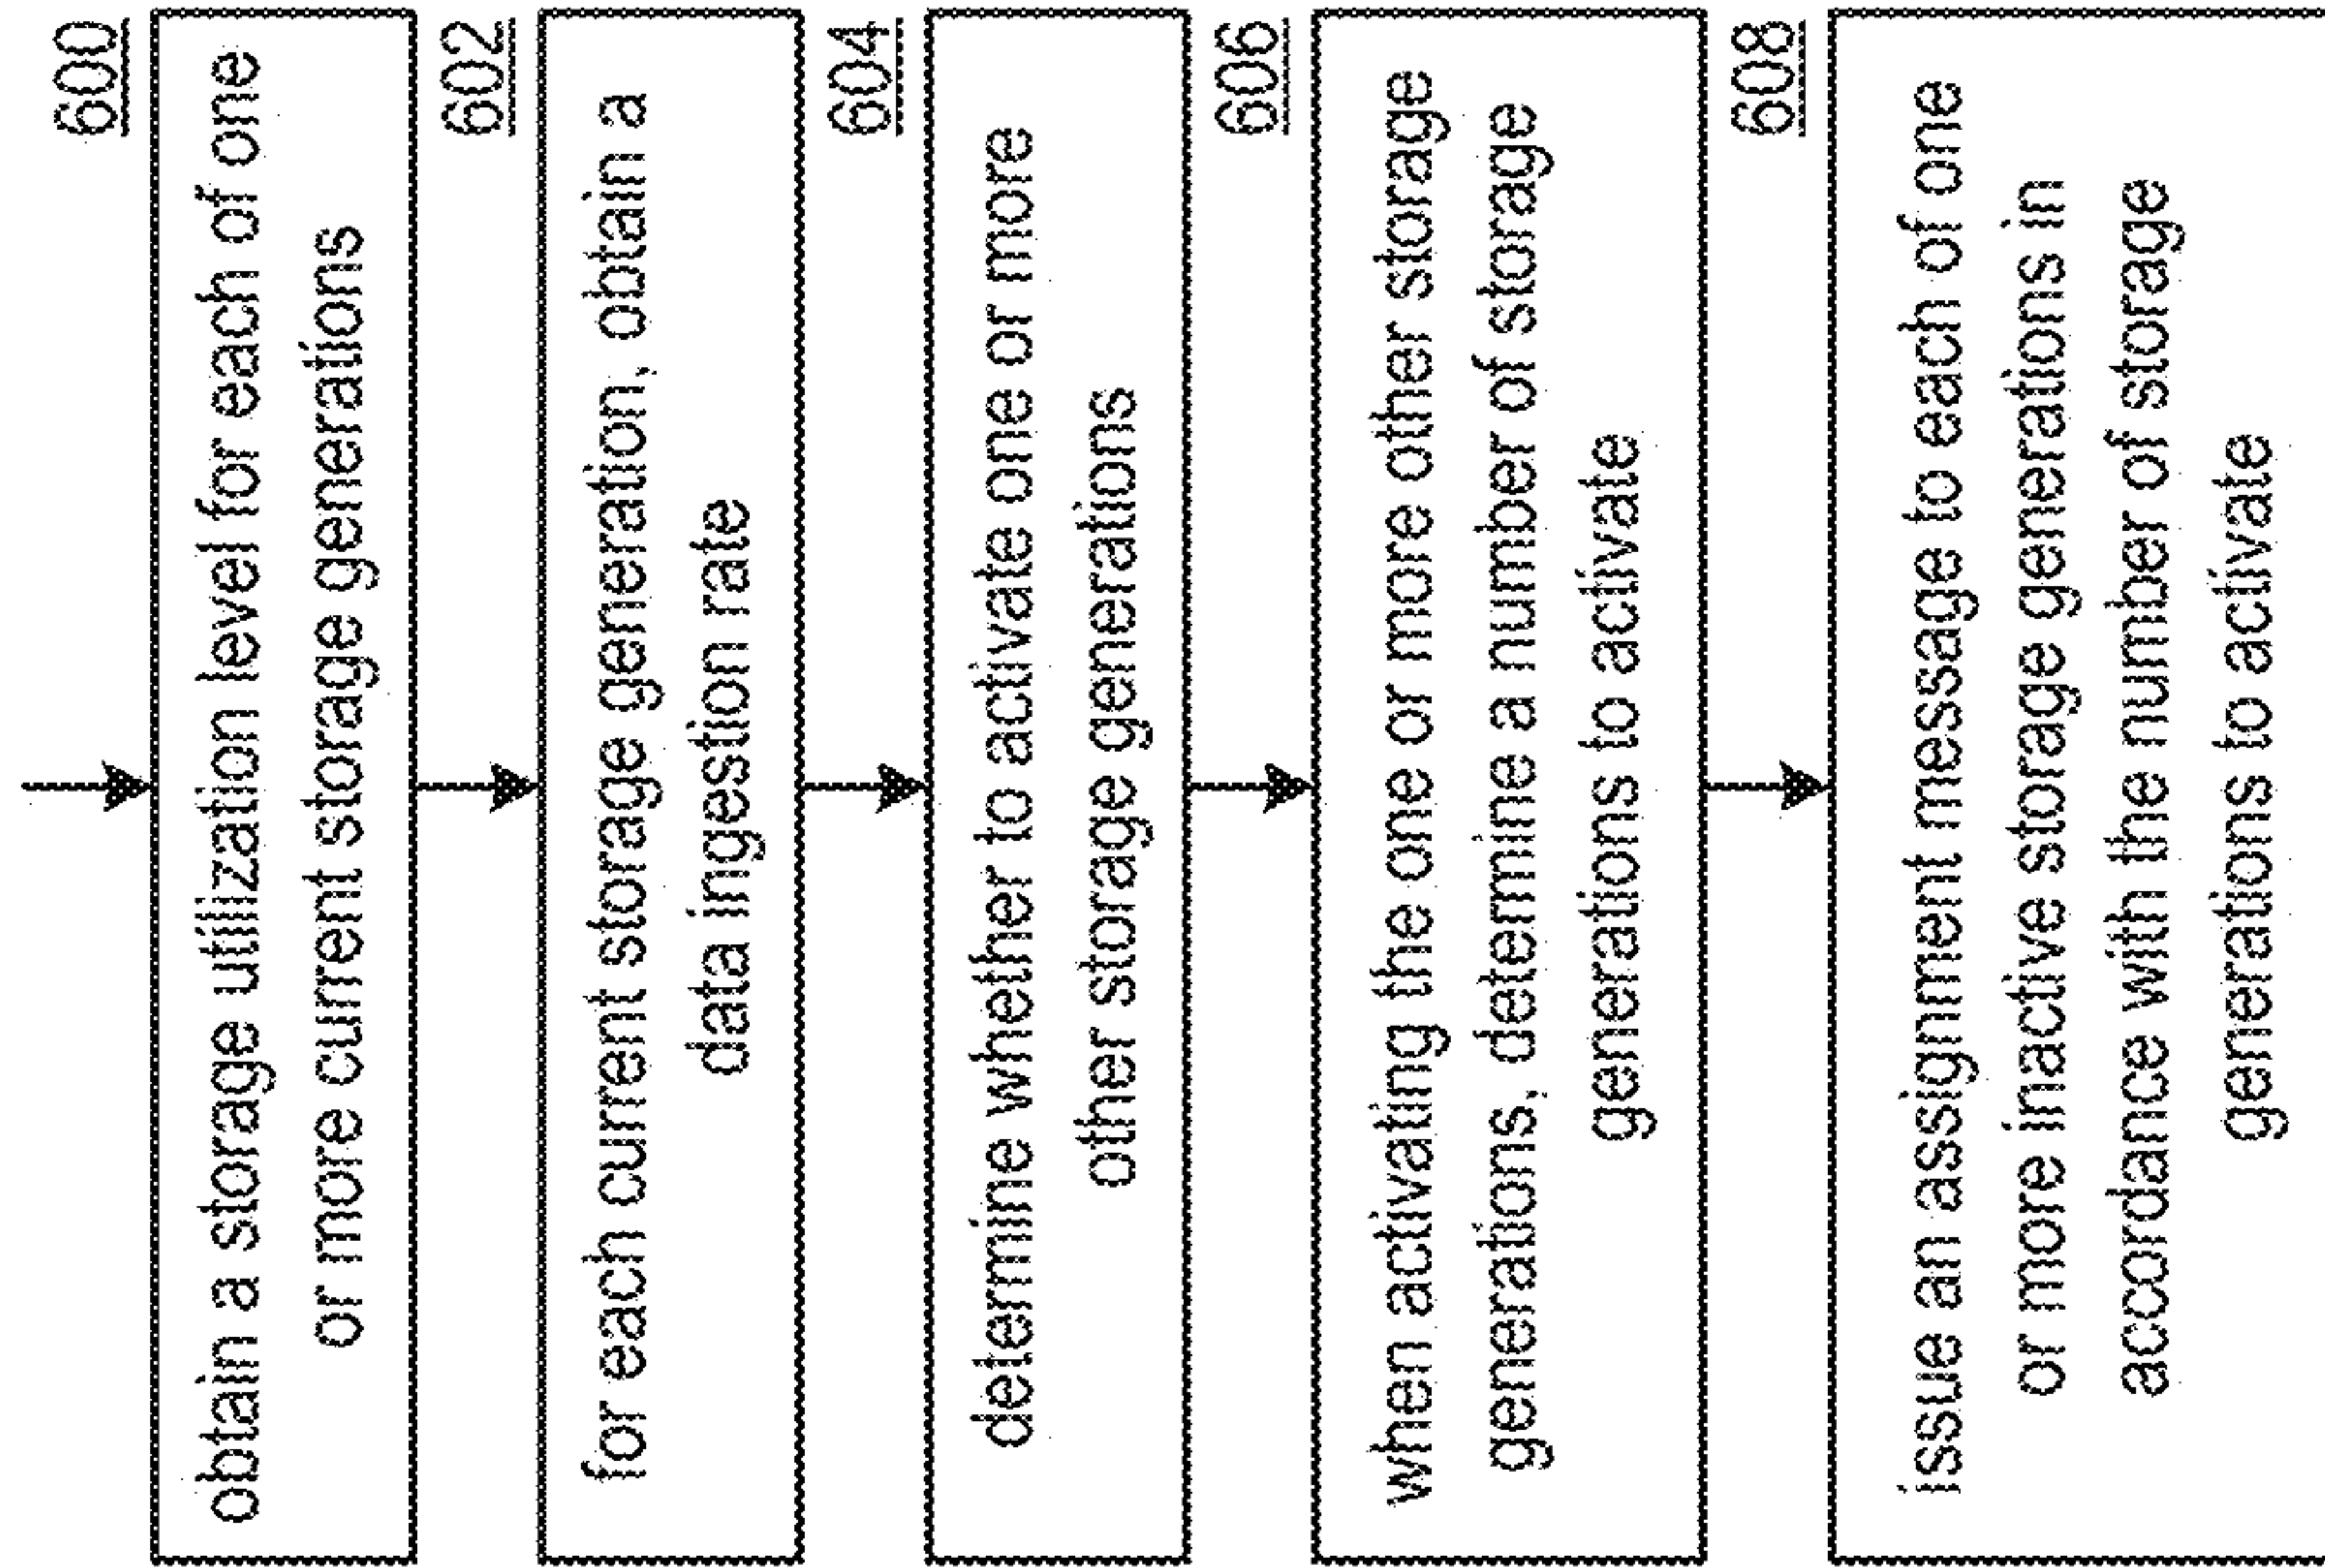 600
obtain a storage utilization level for each of one
or more current storage generations
602
for each current storage generation, obtain a
data ingestion rate
604
determine whether to activate one or more
other storage generations
606
when activating the one or more other storage
generations, determine a number of storage
generations to activate
608
issue an assignment message to each of one
or more inactive storage generations in
accordance with the number of storage
generations to activate